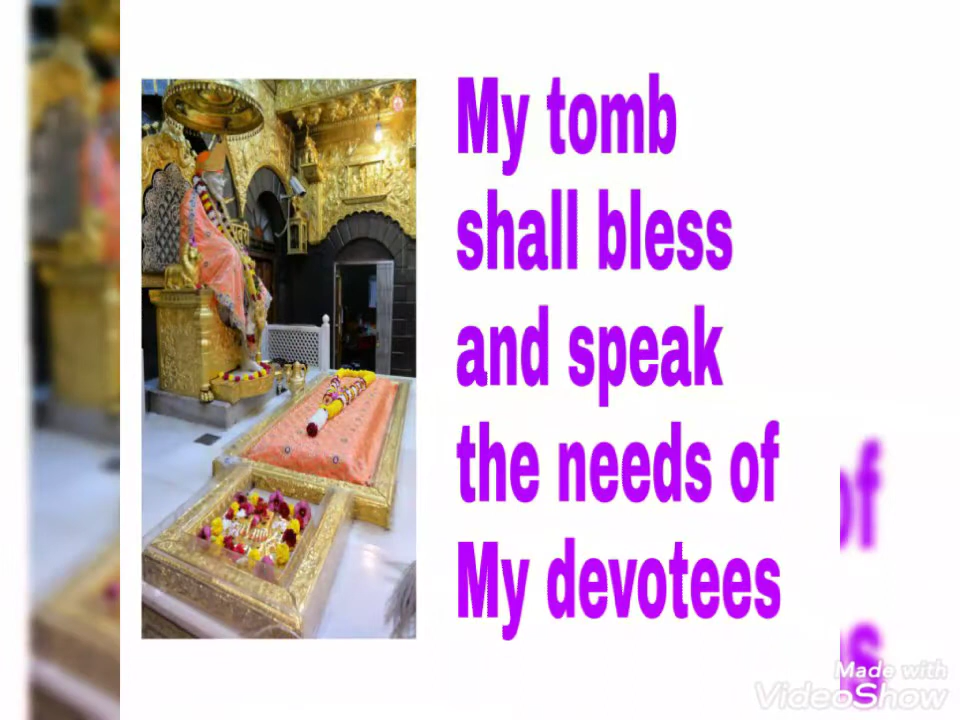 My tomb
shall bless
and speak
the needs of
My devotees
Made with
VideoShow